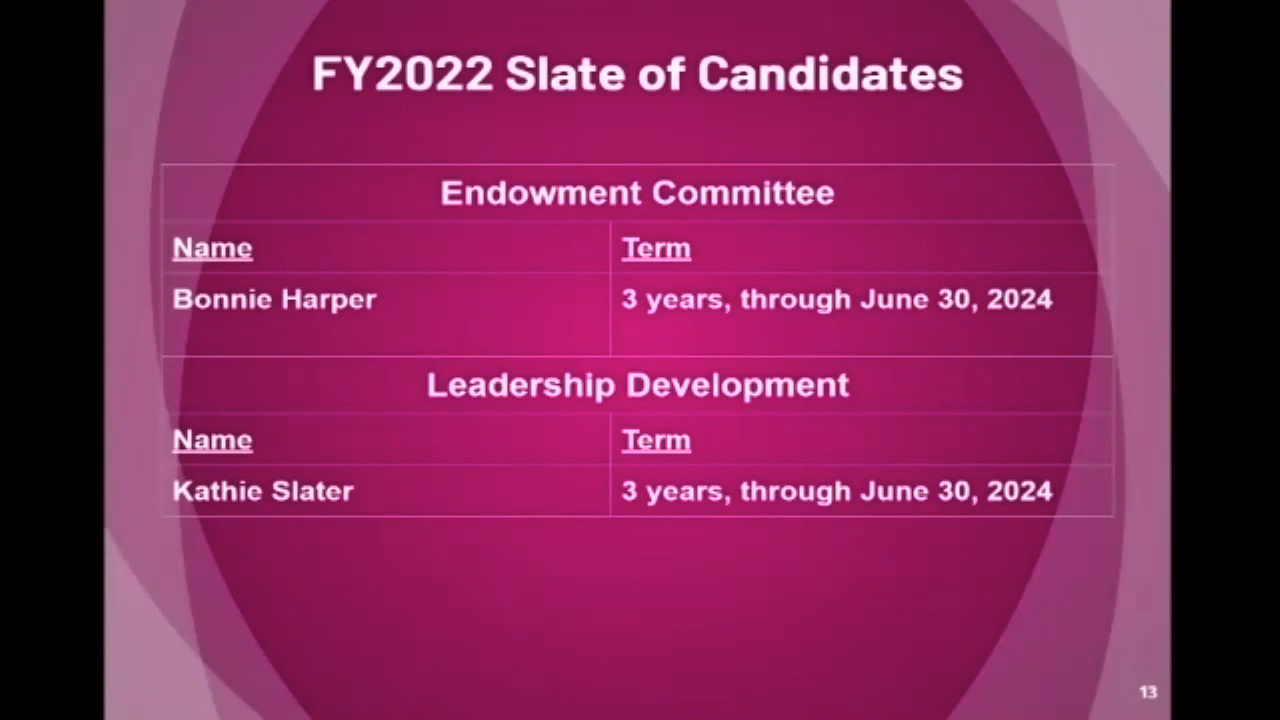 FY2022 Slate of Candidates
Endowment Committee
Name Term
Bonnie Harper 3 years, through June 30, 2024
Leadership Development
Name Term
Kathie Slater 3 years, through June 30, 2024
13